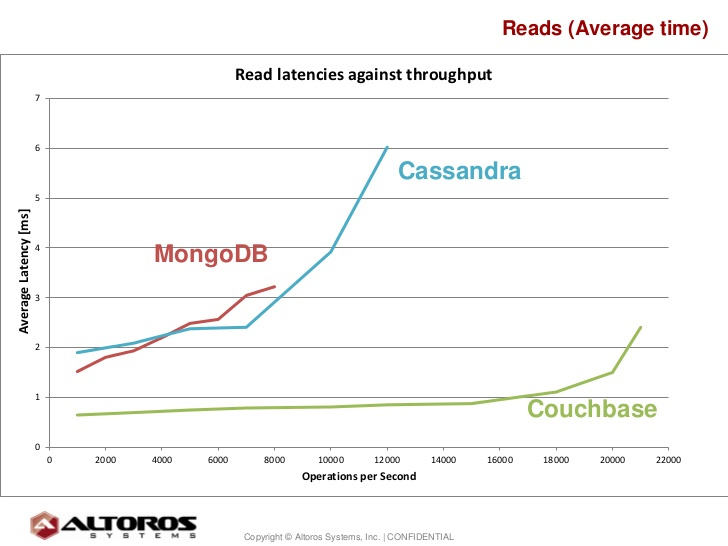 Reads (Average time)
Read latencies against throughput
7
6
5
4
3
2
1
0
Average Latency [ms]
Cassandra
MongoDB
Couchbase
0 2000 4000 6000 8000 10000 12000 14000 16000 18000 20000 22000
Operations per Second
ALTOROS
SYSTEMS
Copyright © Altoros Systems, Inc. | CONFIDENTIAL